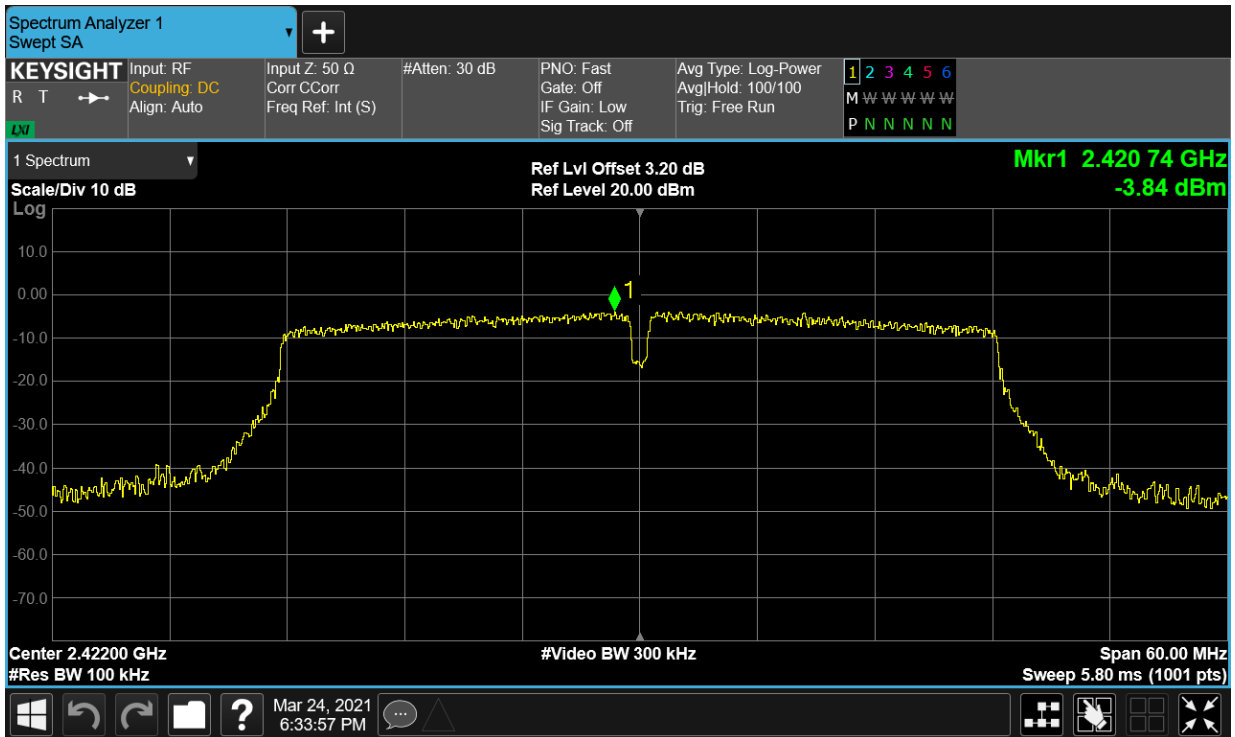 Spectrum Analyzer 1
Swept SA
KEYSIGHT
R T
LXI
Input: RF
Coupling: DC
Align: Auto
Input Z: 50 Ω
Corr CCorr
Freq Ref: Int (S)
#Atten: 30 dB
PNO: Fast
Gate: Off
IF Gain: Low
Sig Track: Off
Avg Type: Log-Power
Avg|Hold: 100/100
Trig: Free Run
1 2 3 4 5 6
M W W W W W
P N N N N N
1 Spectrum
Scale/Div 10 dB
Log
Ref Lvl Offset 3.20 dB
Ref Level 20.00 dBm
Mkr1 2.420 74 GHz
-3.84 dBm
10.0
0.00
-10.0
-20.0
-30.0
-40.0
-50.0
-60.0
-70.0
1
Center 2.42200 GHz
#Res BW 100 kHz
#Video BW 300 kHz
Span 60.00 MHz
Sweep 5.80 ms (1001 pts)
?
Mar 24, 2021
6:33:57 PM